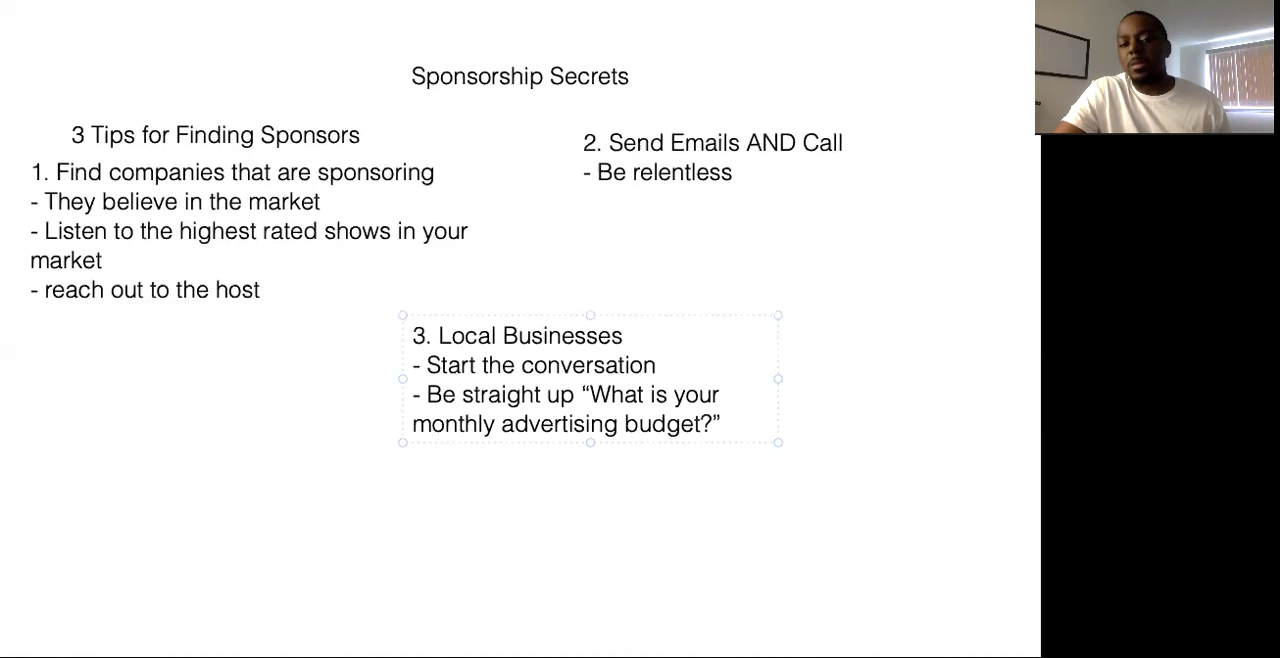 Sponsorship Secrets
3 Tips for Finding Sponsors
1. Find companies that are sponsoring
- They believe in the market
- Listen to the highest rated shows in your
market
- reach out to the host
2. Send Emails AND Call
- Be relentless
3. Local Businesses
- Start the conversation
- Be straight up “What is your
monthly advertising budget?”